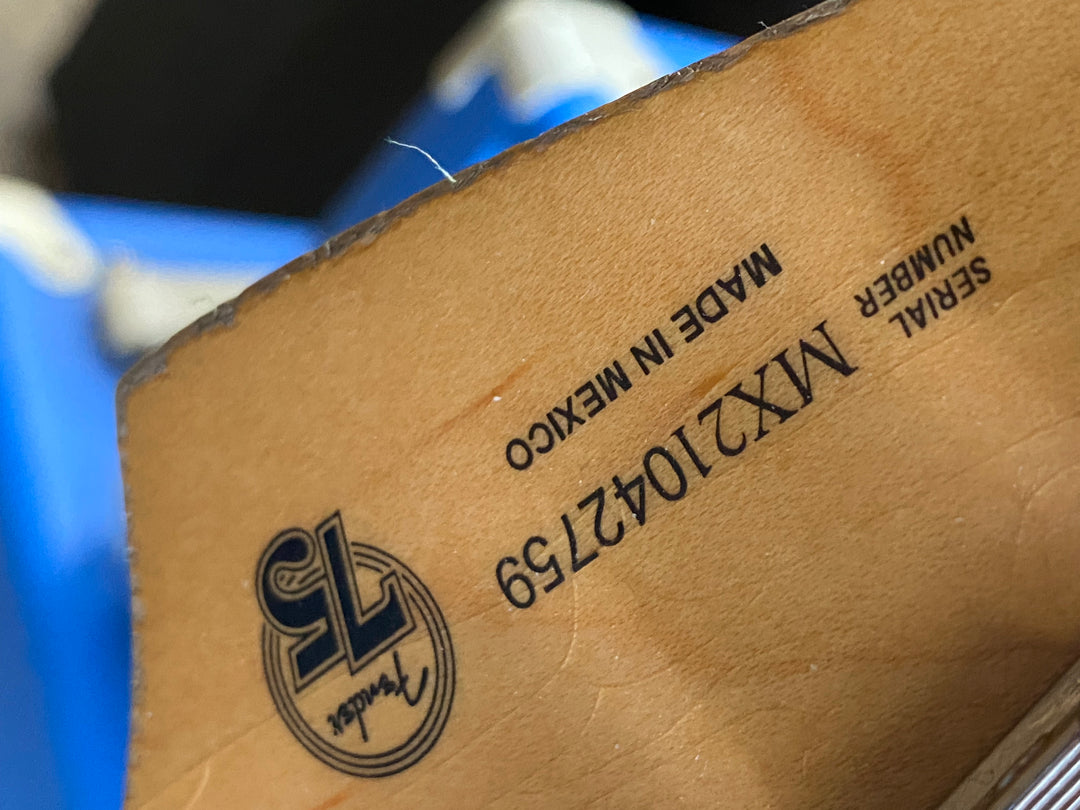 SERIAL
NUMBER
MX21042759
MADE IN MEXICO
75
Fender